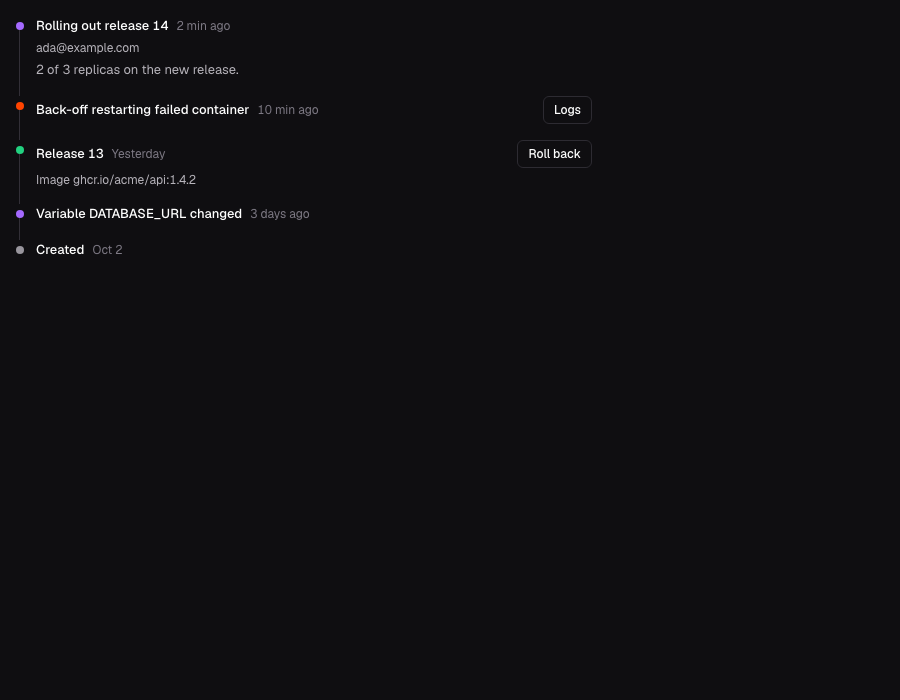 Rolling out release 14 2 min ago
ada@example.com
2 of 3 replicas on the new release.
Back-off restarting failed container 10 min ago Logs
Release 13 Yesterday Roll back
Image ghcr.io/acme/api:1.4.2
Variable DATABASE_URL changed 3 days ago
Created Oct 2